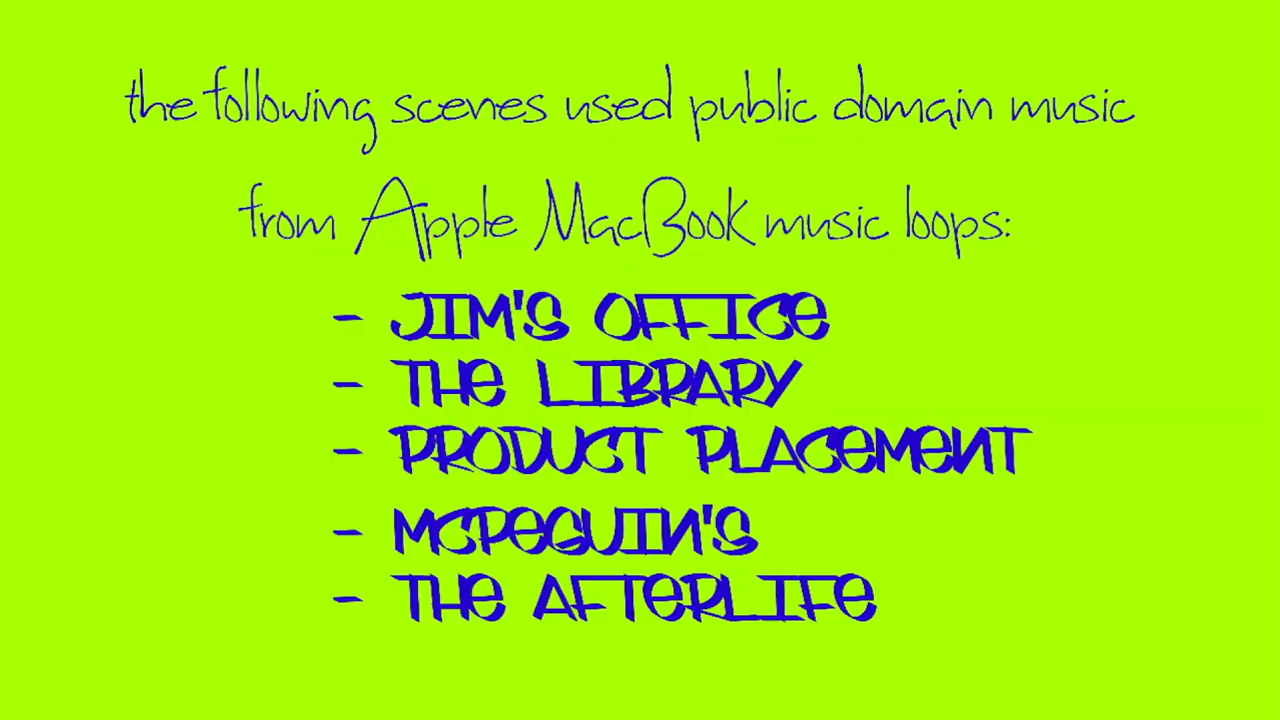 the following scenes used public domain music
from Apple MacBook music loops:
- JIM'S OFFICE
- THE LIBRARY
- PRODUCT PLACEMENT
- MCPEGUIN'S
- THE AFTERLIFE